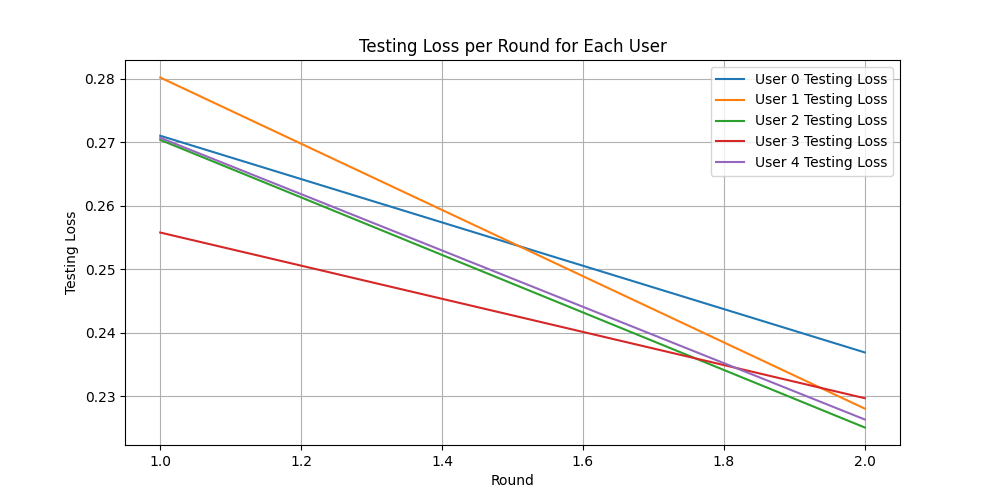 Testing Loss per Round for Each User
Testing Loss
0.28
0.27
0.26
0.25
0.24
0.23
User 0 Testing Loss
User 1 Testing Loss
User 2 Testing Loss
User 3 Testing Loss
User 4 Testing Loss
1.0 1.2 1.4 1.6 1.8 2.0
Round